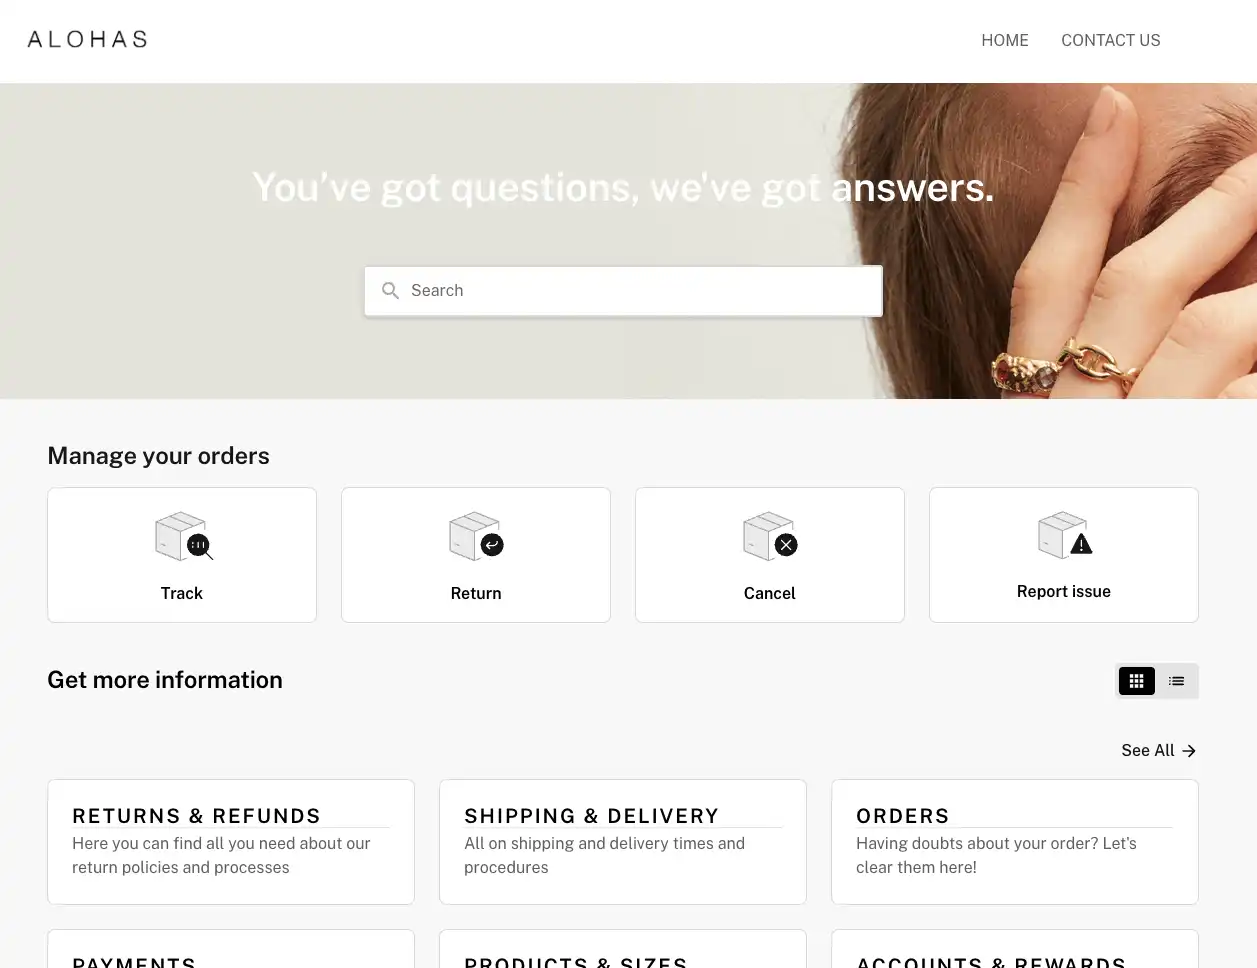 ALOHAS
HOME
CONTACT US
You’ve got questions, we've got answers.
Search
Manage your orders
Track
Return
Cancel
Report issue
Get more information
See All
RETURNS & REFUNDS
Here you can find all you need about our
return policies and processes
SHIPPING & DELIVERY
All on shipping and delivery times and
procedures
ORDERS
Having doubts about your order? Let's
clear them here!
PAYMENTS
PRODUCTS & SIZES
ACCOUNTS & REWARDS